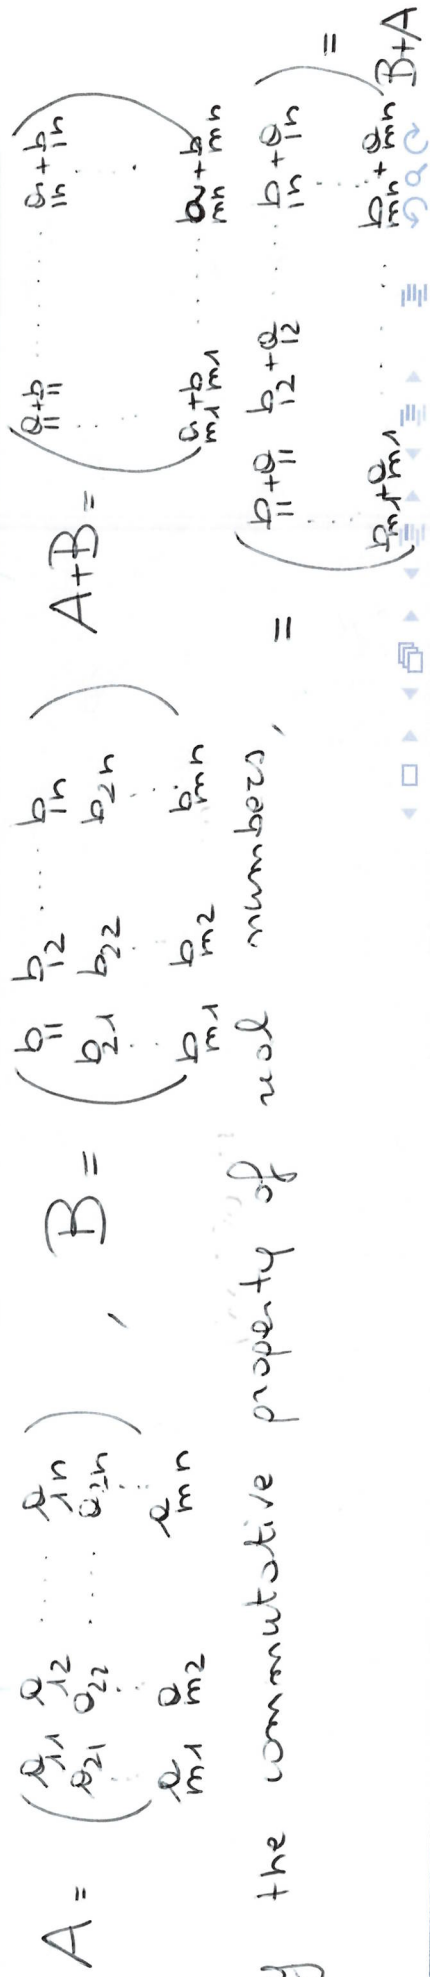 A = ( a11 a12 ..... a1n
a21 a22 ..... a2n
am1 am2 amn ) , B = ( b11 b12 ..... b1n
b21 b22 b2n
bm1 bm2 bmn ) A+B = ( a11+b11 ........ a1n+b1n
am1+bm1 ....... amn+bmn )
the commutative property of real numbers, = ( b11+a11 b12+a12 ..... b1n+a1n
bm1+am1 ..... bmn+amn ) =
B+A